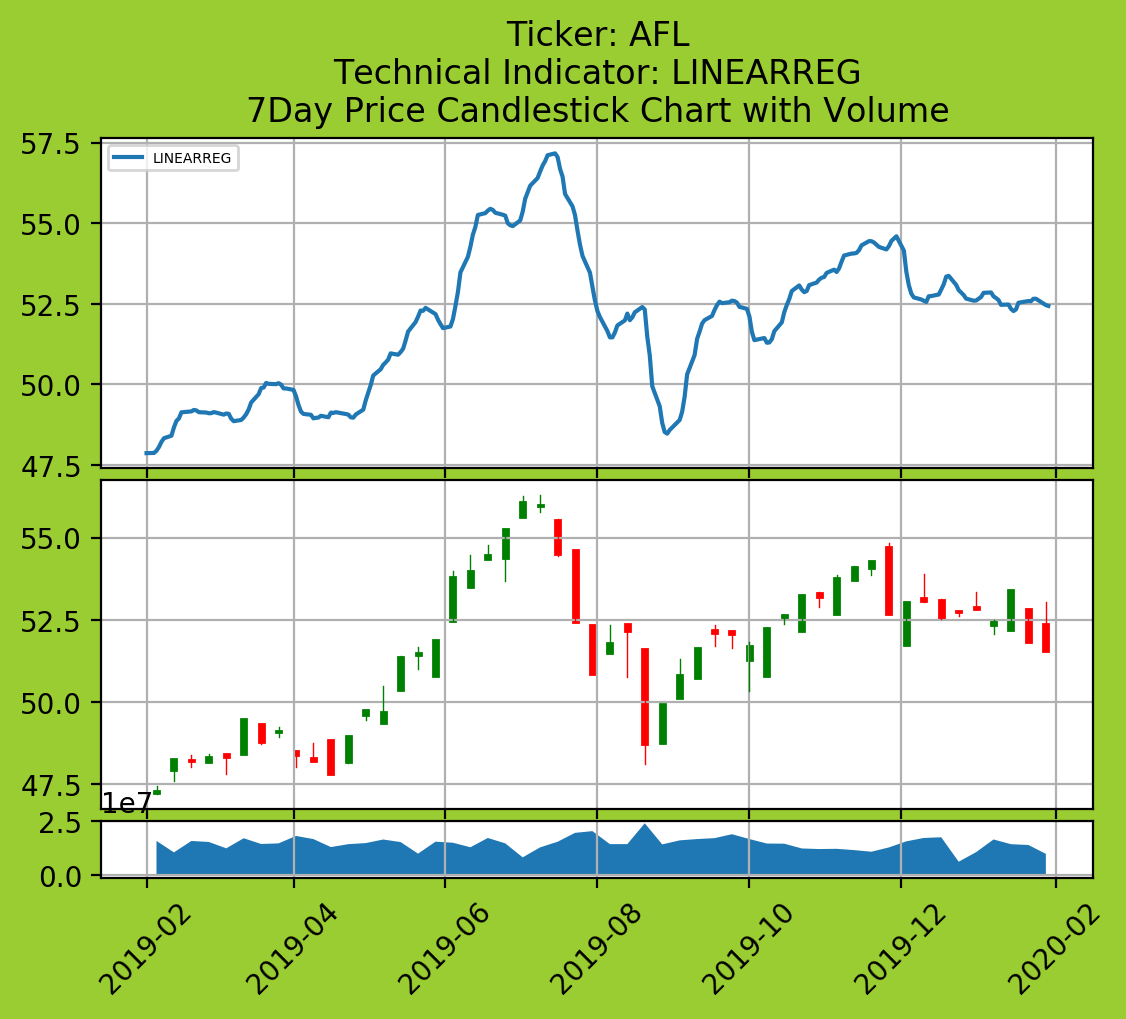 Ticker: AFL
Technical Indicator: LINEARREG
7Day Price Candlestick Chart with Volume
57.5
LINEARREG
55.0
52.5
50.0
47.5
55.0
52.5
50.0
47.5
1e7
2.5
0.0
2019-02 2019-04 2019-06 2019-08 2019-10 2019-12 2020-02